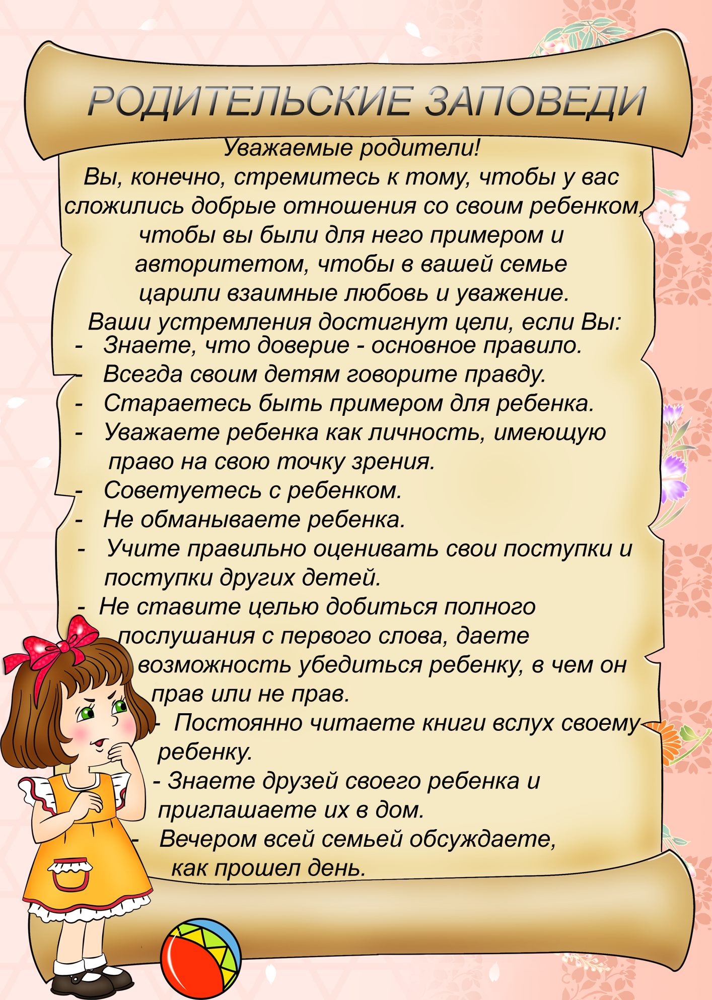 РОДИТЕЛЬСКИЕ ЗАПОВЕДИ
Уважаемые родители!
Вы, конечно, стремитесь к тому, чтобы у вас
сложились добрые отношения со своим ребенком,
чтобы вы были для него примером и
авторитетом, чтобы в вашей семье
царили взаимные любовь и уважение.
Ваши устремления достигнут цели, если Вы:
- Знаете, что доверие - основное правило.
- Всегда своим детям говорите правду.
- Стараетесь быть примером для ребенка.
- Уважаете ребенка как личность, имеющую
право на свою точку зрения.
- Советуетесь с ребенком.
- Не обманываете ребенка.
- Учите правильно оценивать свои поступки и
поступки других детей.
- Не ставите целью добиться полного
послушания с первого слова, даете
возможность убедиться ребенку, в чем он
прав или не прав.
- Постоянно читаете книги вслух своему
ребенку.
- Знаете друзей своего ребенка и
приглашаете их в дом.
- Вечером всей семьей обсуждаете,
как прошел день.